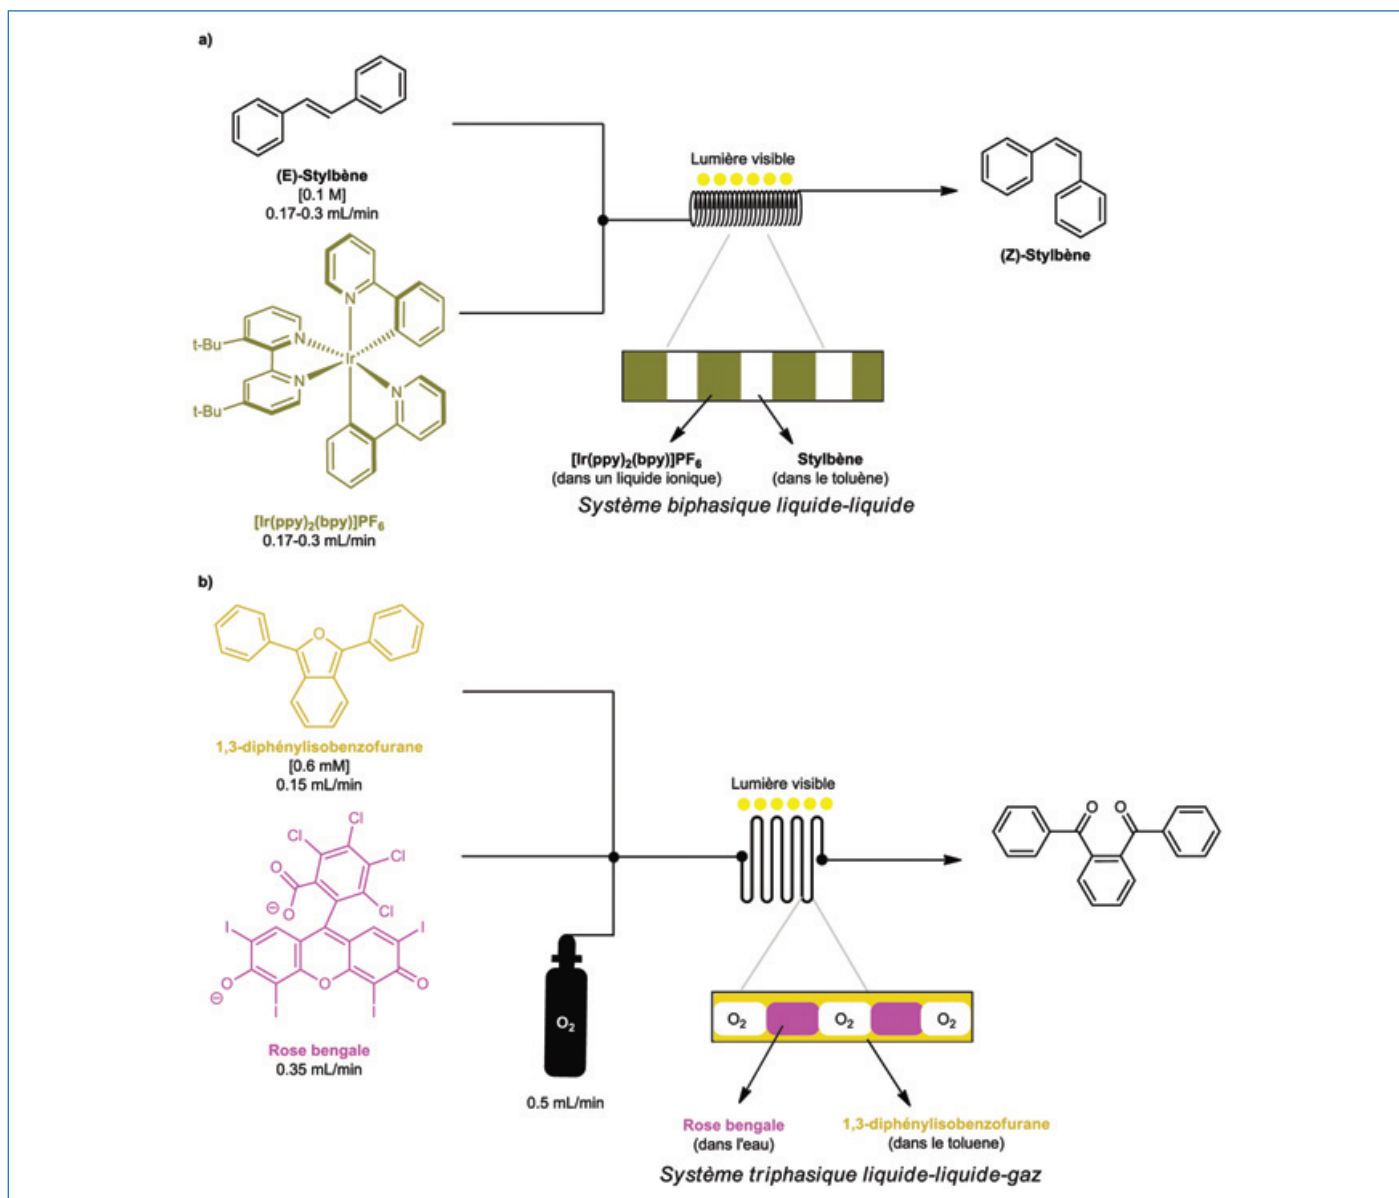 a)
(E)-Stylbène
[0.1 M]
0.17-0.3 mL/min
Lumière visible
(Z)-Stylbène
N
t-Bu
N
Ir
N
N
t-Bu
[Ir(ppy)₂(bpy)]PF₆
0.17-0.3 mL/min
[Ir(ppy)₂(bpy)]PF₆
(dans un liquide ionique)
Stylbène
(dans le toluène)
Système biphasique liquide-liquide
b)
O
1,3-diphénylisobenzofurane
[0.6 mM]
0.15 mL/min
Lumière visible
O
O
Cl
Cl
Cl
O
⊖
O
Cl
I
I
O
⊖
O
O
I
I
Rose bengale
0.35 mL/min
O₂
0.5 mL/min
O₂
O₂
O₂
Rose bengale
(dans l'eau)
1,3-diphénylisobenzofurane
(dans le toluene)
Système triphasique liquide-liquide-gaz